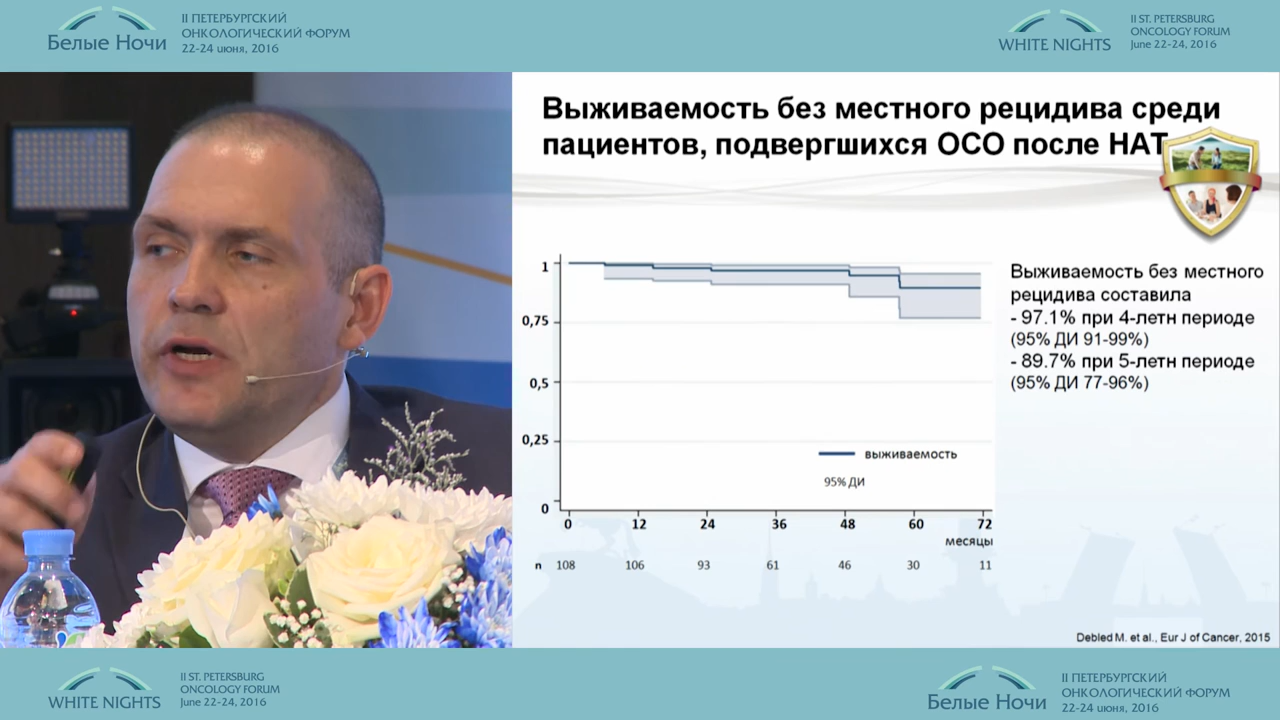 Белые Ночи
II ПЕТЕРБУРГСКИЙ
ОНКОЛОГИЧЕСКИЙ ФОРУМ
22-24 июня, 2016
WHITE NIGHTS
II ST. PETERSBURG
ONCOLOGY FORUM
June 22-24, 2016
Выживаемость без местного рецидива среди
пациентов, подвергшихся ОСО после НАТ
1
0,75
0,5
0,25
0
выживаемость
95% ДИ
0 12 24 36 48 60 72
месяцы
n 108 106 93 61 46 30 11
Выживаемость без местного
рецидива составила
- 97.1% при 4-летн периоде
(95% ДИ 91-99%)
- 89.7% при 5-летн периоде
(95% ДИ 77-96%)
Debled M. et al., Eur J of Cancer, 2015
WHITE NIGHTS
II ST. PETERSBURG
ONCOLOGY FORUM
June 22-24, 2016
Белые Ночи
II ПЕТЕРБУРГСКИЙ
ОНКОЛОГИЧЕСКИЙ ФОРУМ
22-24 июня, 2016